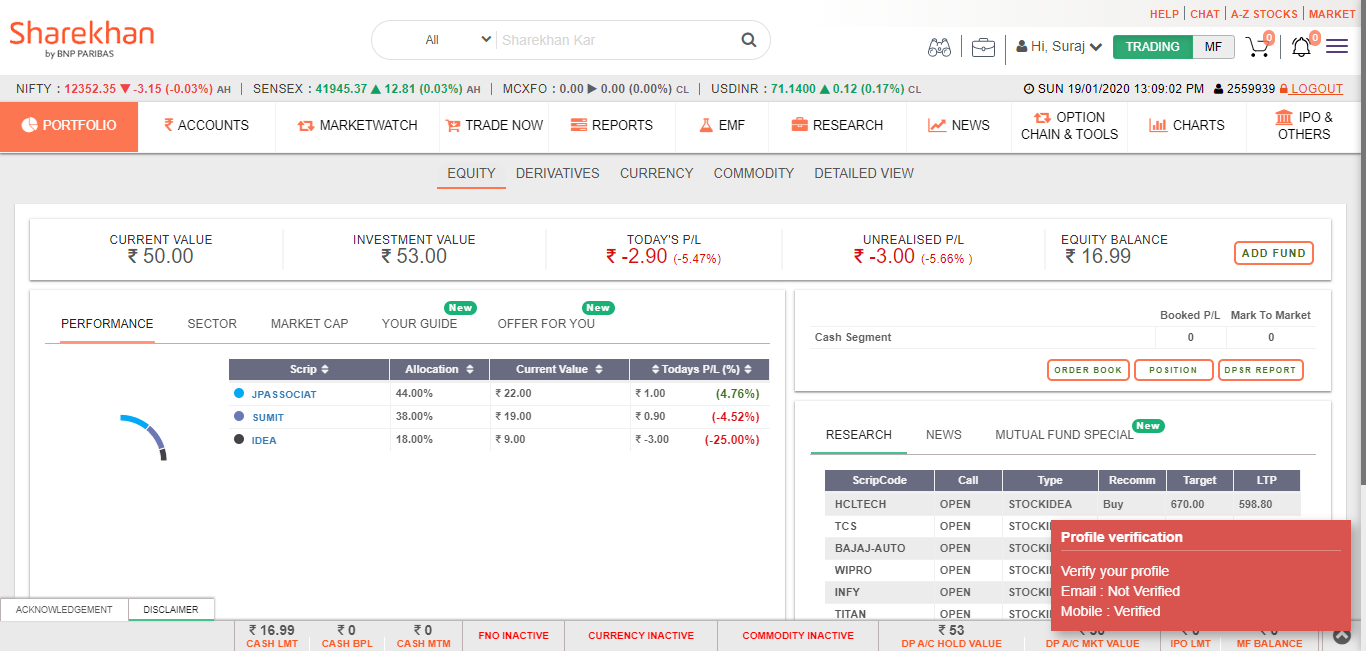 HELP CHAT A-Z STOCKS MARKET
Sharekhan
by BNP PARIBAS
All Sharekhan Kar
Hi, Suraj TRADING MF 0 0
NIFTY : 12352.35 ▼ -3.15 (-0.03%) AH | SENSEX : 41945.37 ▲ 12.81 (0.03%) AH | MCXFO : 0.00 ▶ 0.00 (0.00%) CL | USDINR : 71.1400 ▲ 0.12 (0.17%) CL SUN 19/01/2020 13:09:02 PM 2559939 LOGOUT
PORTFOLIO ₹ ACCOUNTS MARKETWATCH TRADE NOW REPORTS EMF RESEARCH NEWS OPTION CHAIN & TOOLS CHARTS IPO & OTHERS
EQUITY DERIVATIVES CURRENCY COMMODITY DETAILED VIEW
CURRENT VALUE INVESTMENT VALUE TODAY'S P/L UNREALISED P/L EQUITY BALANCE
₹ 50.00 ₹ 53.00 ₹ -2.90 (-5.47%) ₹ -3.00 (-5.66% ) ₹ 16.99 ADD FUND
New New
PERFORMANCE SECTOR MARKET CAP YOUR GUIDE OFFER FOR YOU
Scrip Allocation Current Value Todays P/L (%)
JPASSOCIAT 44.00% ₹ 22.00 ₹ 1.00 (4.76%)
SUMIT 38.00% ₹ 19.00 ₹ 0.90 (-4.52%)
IDEA 18.00% ₹ 9.00 ₹ -3.00 (-25.00%)
Booked P/L Mark To Market
Cash Segment 0 0
ORDER BOOK POSITION DPSR REPORT
RESEARCH NEWS MUTUAL FUND SPECIAL New
ScripCode Call Type Recomm Target LTP
HCLTECH OPEN STOCKIDEA Buy 670.00 598.80
TCS OPEN STOCKI
BAJAJ-AUTO OPEN STOCKI
WIPRO OPEN STOCKI
INFY OPEN STOCKI
TITAN OPEN STOCKI
Profile verification
Verify your profile
Email : Not Verified
Mobile : Verified
ACKNOWLEDGEMENT DISCLAIMER
₹ 16.99 ₹ 0 ₹ 0 FNO INACTIVE CURRENCY INACTIVE COMMODITY INACTIVE ₹ 53
CASH LMT CASH BPL CASH MTM DP A/C HOLD VALUE DP A/C MKT VALUE IPO LMT MF BALANCE